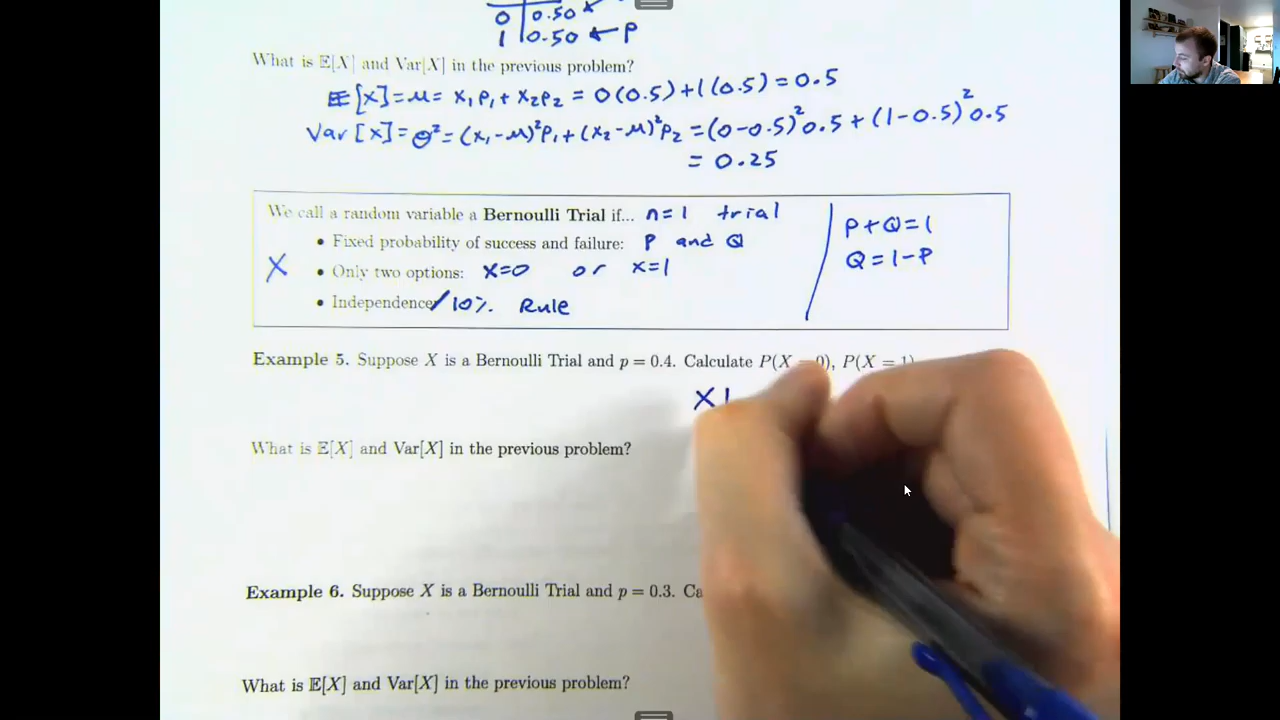 0 | 0.50
1 | 0.50 ← P
What is 𝔼[X] and Var[X] in the previous problem?
𝔼[X] = μ = x₁p₁ + x₂p₂ = 0(0.5) + 1(0.5) = 0.5
Var[X] = σ² = (x₁-μ)²p₁ + (x₂-μ)²p₂ = (0-0.5)²0.5 + (1-0.5)²0.5
= 0.25
We call a random variable a Bernoulli Trial if... n=1 trial
• Fixed probability of success and failure: P and Q
• Only two options: x=0 or x=1
• Independence/10% Rule
X
P+Q=1
Q=1-P
Example 5. Suppose X is a Bernoulli Trial and p = 0.4. Calculate P(X = 0), P(X = 1)
X |
What is 𝔼[X] and Var[X] in the previous problem?
Example 6. Suppose X is a Bernoulli Trial and p = 0.3. Ca
What is 𝔼[X] and Var[X] in the previous problem?